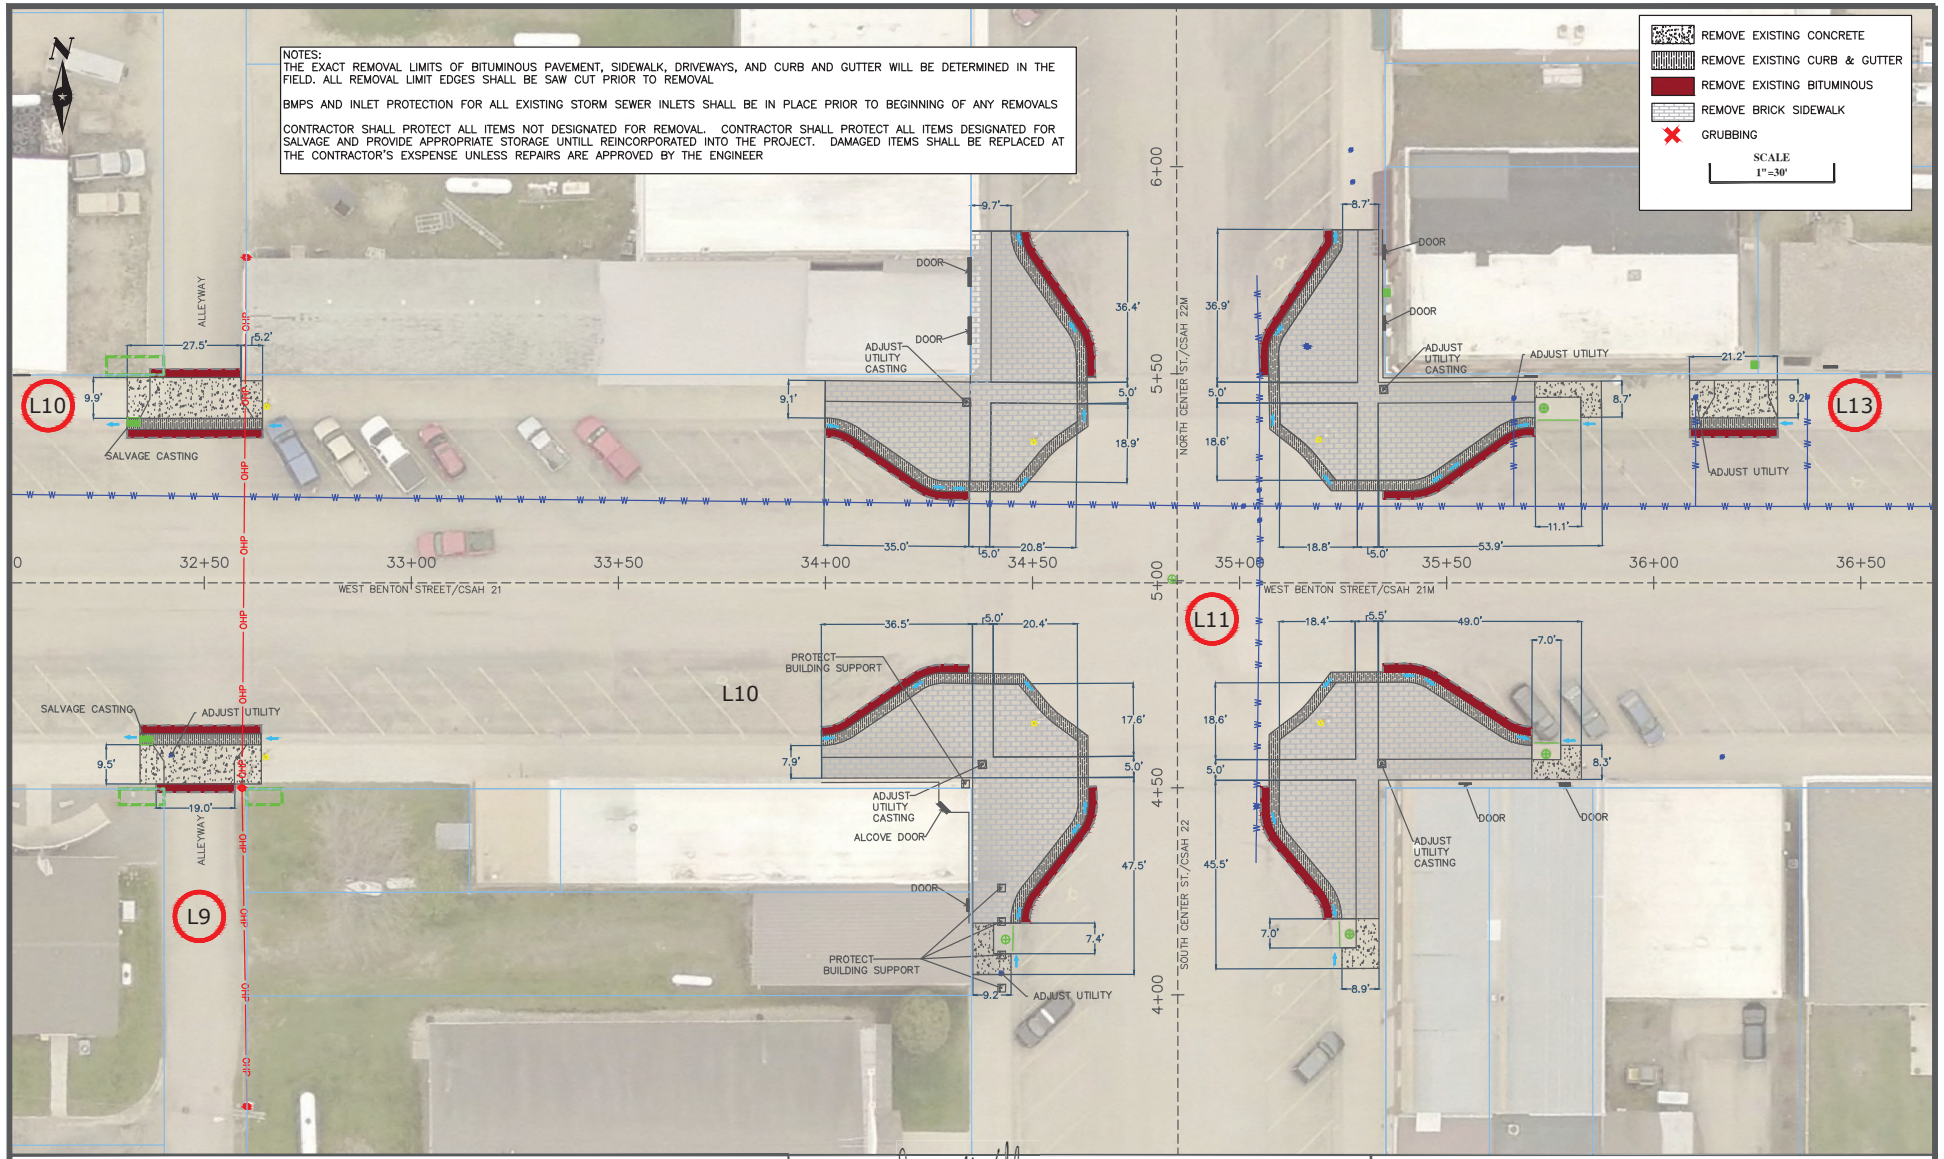 N
NOTES:
THE EXACT REMOVAL LIMITS OF BITUMINOUS PAVEMENT, SIDEWALK, DRIVEWAYS, AND CURB AND GUTTER WILL BE DETERMINED IN THE
FIELD. ALL REMOVAL LIMIT EDGES SHALL BE SAW CUT PRIOR TO REMOVAL
BMPS AND INLET PROTECTION FOR ALL EXISTING STORM SEWER INLETS SHALL BE IN PLACE PRIOR TO BEGINNING OF ANY REMOVALS
CONTRACTOR SHALL PROTECT ALL ITEMS NOT DESIGNATED FOR REMOVAL. CONTRACTOR SHALL PROTECT ALL ITEMS DESIGNATED FOR
SALVAGE AND PROVIDE APPROPRIATE STORAGE UNTILL REINCORPORATED INTO THE PROJECT. DAMAGED ITEMS SHALL BE REPLACED AT
THE CONTRACTOR'S EXSPENSE UNLESS REPAIRS ARE APPROVED BY THE ENGINEER
REMOVE EXISTING CONCRETE
REMOVE EXISTING CURB & GUTTER
REMOVE EXISTING BITUMINOUS
REMOVE BRICK SIDEWALK
GRUBBING
SCALE
1"=30'
6+00
9.7'
8.7'
DOOR
DOOR
ALLEYWAY
OHP
36.4'
NORTH CENTER ST./CSAH 22M
36.9'
DOOR
DOOR
27.5'
5.2'
ADJUST
UTILITY
CASTING
ADJUST
UTILITY
CASTING
ADJUST UTILITY
21.2'
5+50
L10
9.9'
OHP
9.1'
5.0'
5.0'
8.7'
9.2'
L13
SALVAGE CASTING
18.9'
18.6'
ADJUST UTILITY
OHP
W W W W W W W W W W W W
11.1'
35.0'
5.0'
20.8'
18.8'
5.0'
53.9'
OHP
0
32+50
33+00
33+50
34+00
34+50
35+00
35+50
36+00
36+50
5+00
WEST BENTON STREET/CSAH 21
WEST BENTON STREET/CSAH 21M
OHP
L11
36.5'
5.0'
20.4'
18.4'
5.5'
49.0'
7.0'
PROTECT
BUILDING SUPPORT
L10
OHP
SALVAGE CASTING
ADJUST UTILITY
17.6'
18.6'
9.5'
OHP
7.9'
5.0'
5.0'
8.3'
19.0'
4+50
ADJUST
UTILITY
CASTING
ALCOVE DOOR
DOOR
DOOR
ALLEYWAY
OHP
ADJUST
UTILITY
CASTING
47.5'
45.5'
DOOR
L9
OHP
SOUTH CENTER ST./CSAH 22
7.4'
7.0'
PROTECT
BUILDING SUPPORT
9.2'
ADJUST UTILITY
8.9'
4+00
OHP
OHP